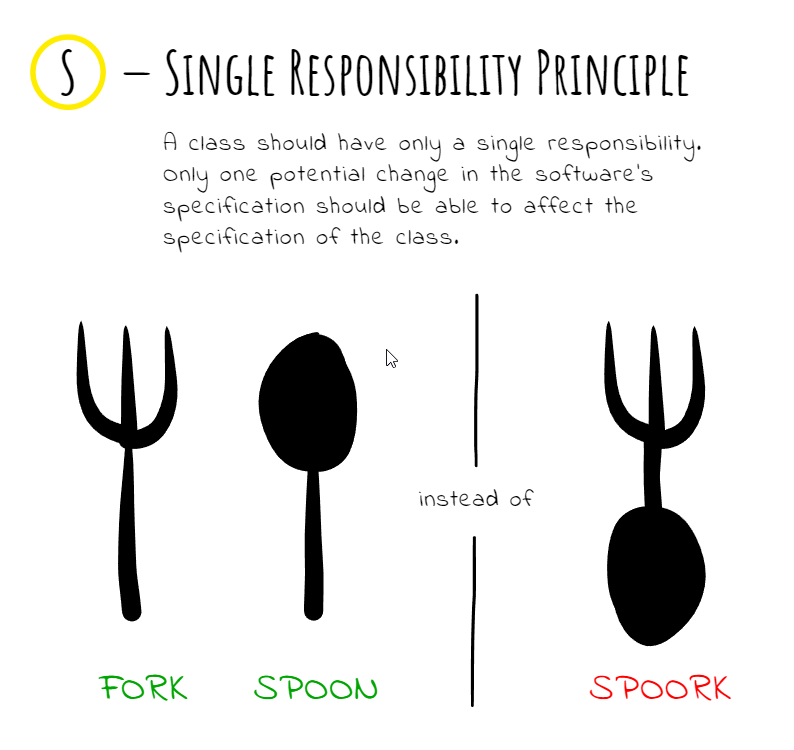 S – Single Responsibility Principle
A class should have only a single responsibility.
Only one potential change in the software's
specification should be able to affect the
specification of the class.
instead of
FORK SPOON SPOORK